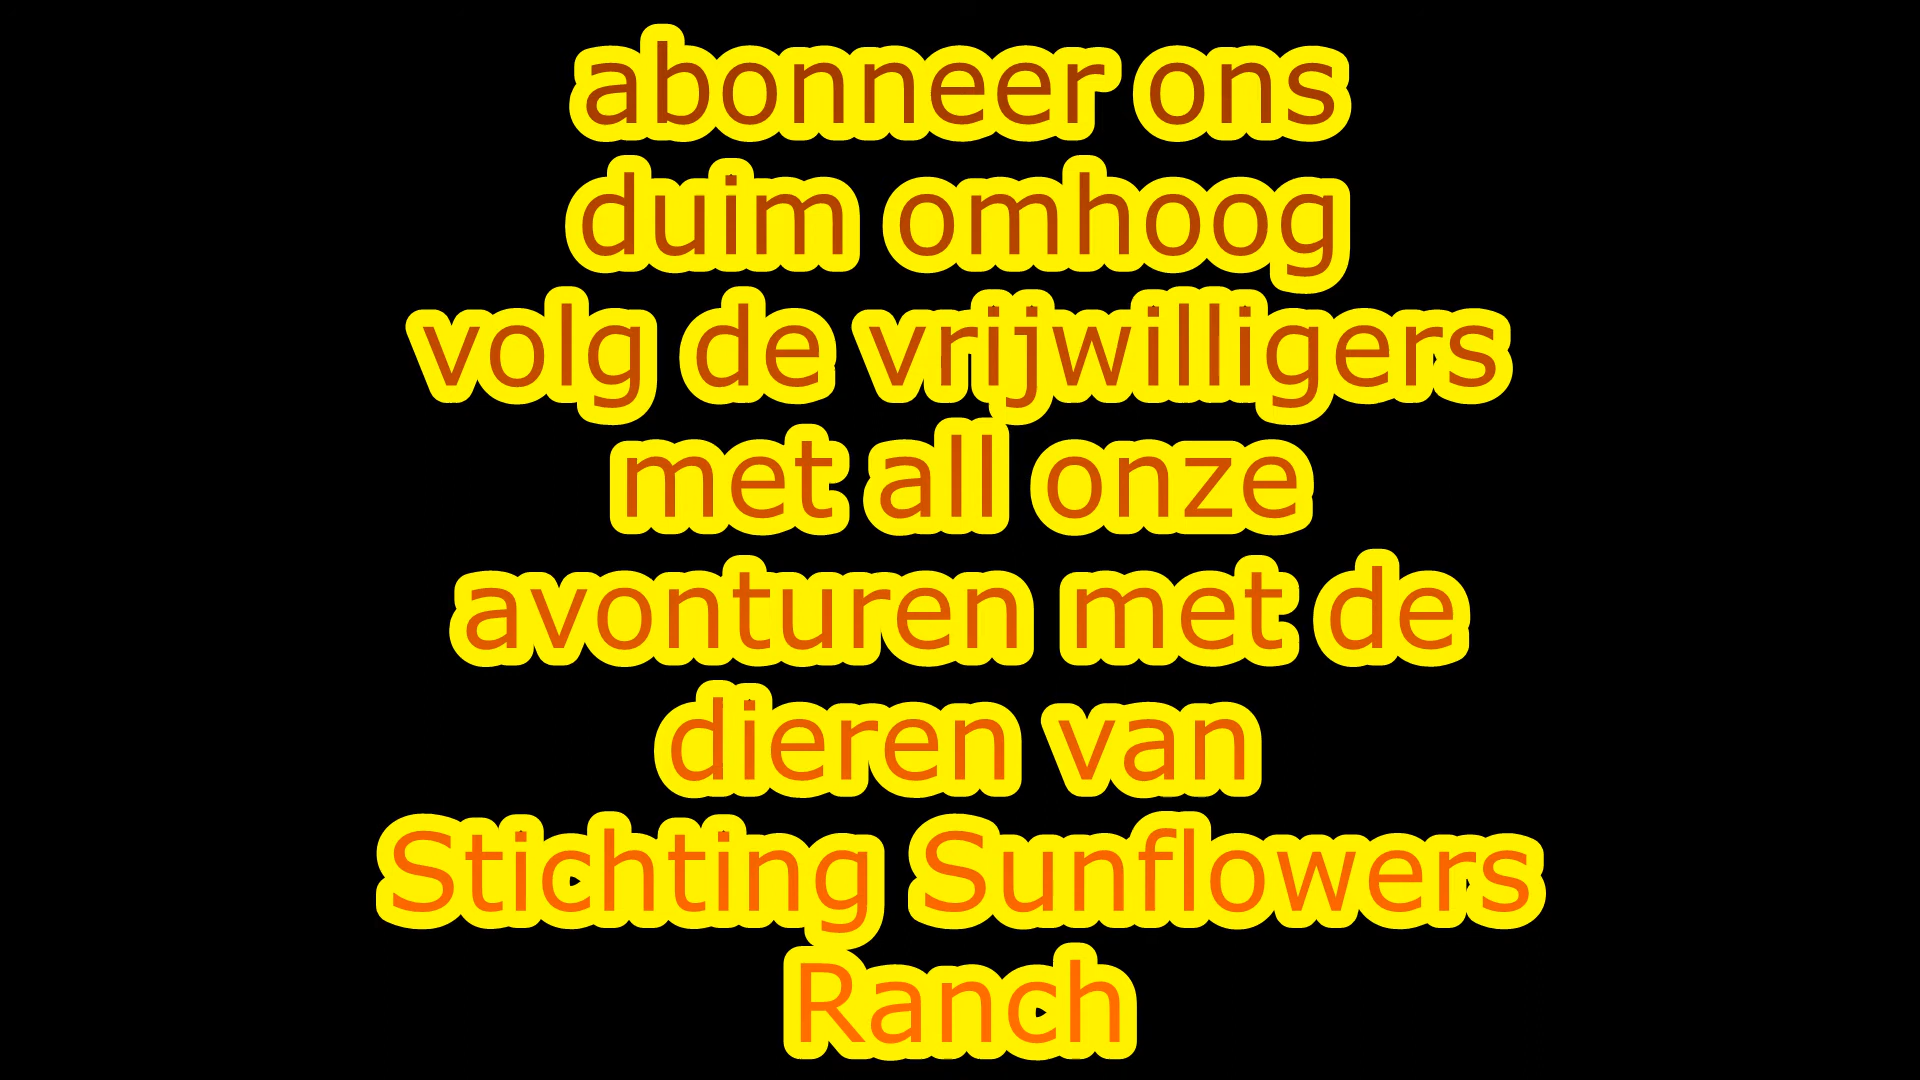 abonneer ons
duim omhoog
volg de vrijwilligers
met all onze
avonturen met de
dieren van
Stichting Sunflowers
Ranch